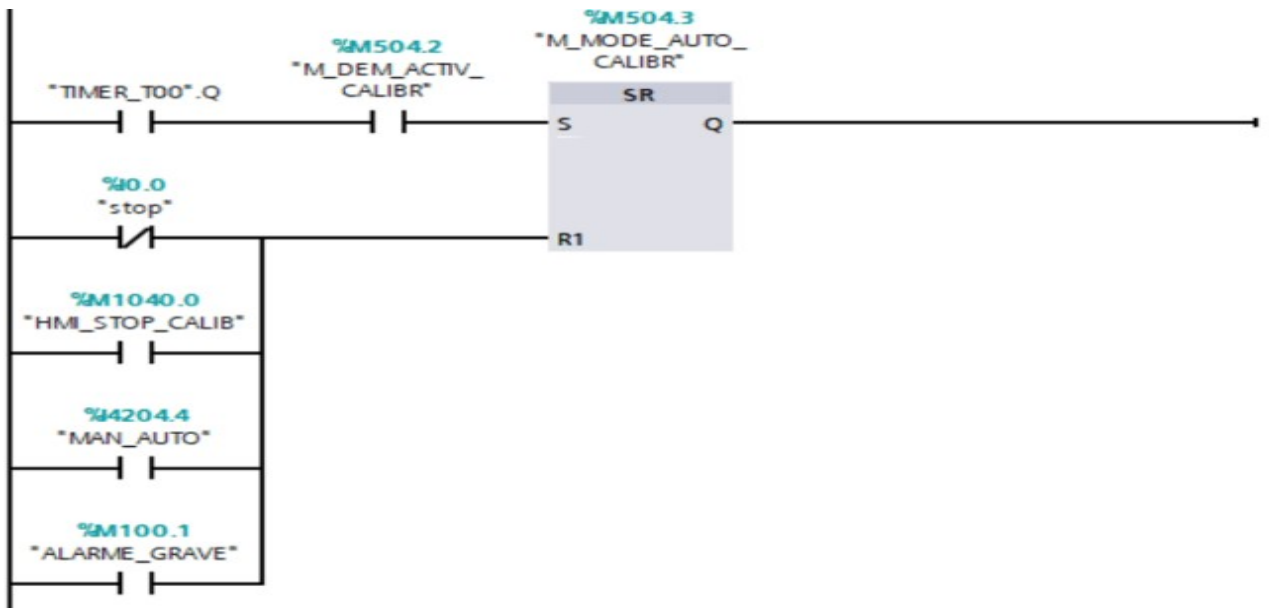 %M504.3
"M_MODE_AUTO_
CALIBR"
%M504.2
"M_DEM_ACTIV_
CALIBR"
"TIMER_T00".Q
SR
S
Q
%I0.0
"stop"
R1
%M1040.0
"HMI_STOP_CALIB"
%I4204.4
"MAN_AUTO"
%M100.1
"ALARME_GRAVE"